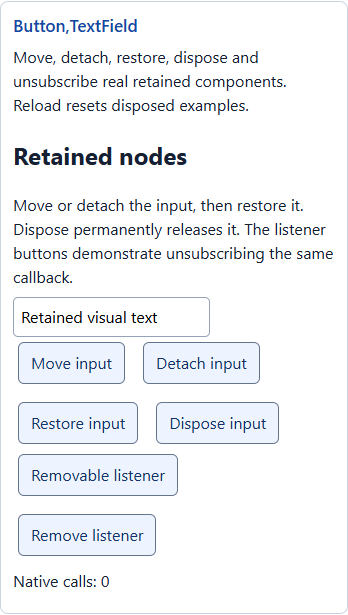 Button,TextField
Move, detach, restore, dispose and
unsubscribe real retained components.
Reload resets disposed examples.
Retained nodes
Move or detach the input, then restore it.
Dispose permanently releases it. The listener
buttons demonstrate unsubscribing the same
callback.
Retained visual text
Move input
Detach input
Restore input
Dispose input
Removable listener
Remove listener
Native calls: 0